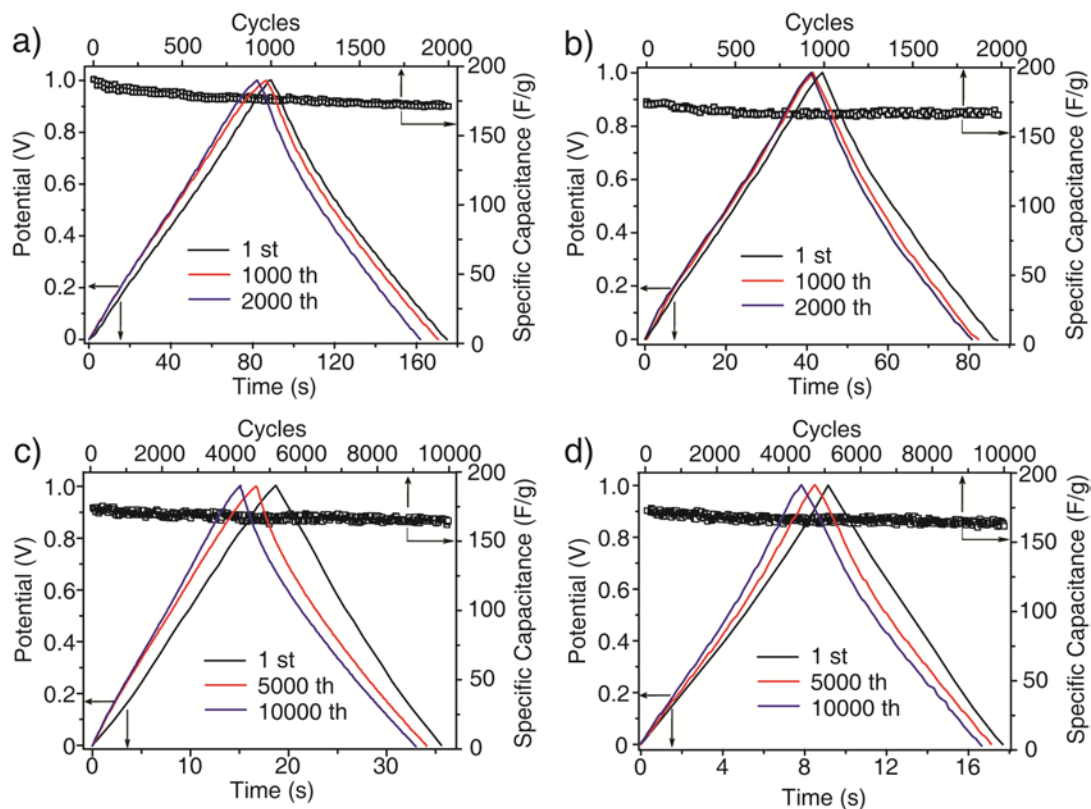 a)
Cycles
0 500 1000 1500 2000
1.0
0.8
0.6
0.4
0.2
0
Potential (V)
200
150
100
50
0
Specific Capacitance (F/g)
1 st
1000 th
2000 th
0 40 80 120 160
Time (s)
b)
Cycles
0 500 1000 1500 2000
1.0
0.8
0.6
0.4
0.2
0
Potential (V)
200
150
100
50
0
Specific Capacitance (F/g)
1 st
1000 th
2000 th
0 20 40 60 80
Time (s)
c)
Cycles
0 2000 4000 6000 8000 10000
1.0
0.8
0.6
0.4
0.2
0
Potential (V)
200
150
100
50
0
Specific Capacitance (F/g)
1 st
5000 th
10000 th
0 10 20 30
Time (s)
d)
Cycles
0 2000 4000 6000 8000 10000
1.0
0.8
0.6
0.4
0.2
0
Potential (V)
200
150
100
50
0
Specific Capacitance (F/g)
1 st
5000 th
10000 th
0 4 8 12 16
Time (s)